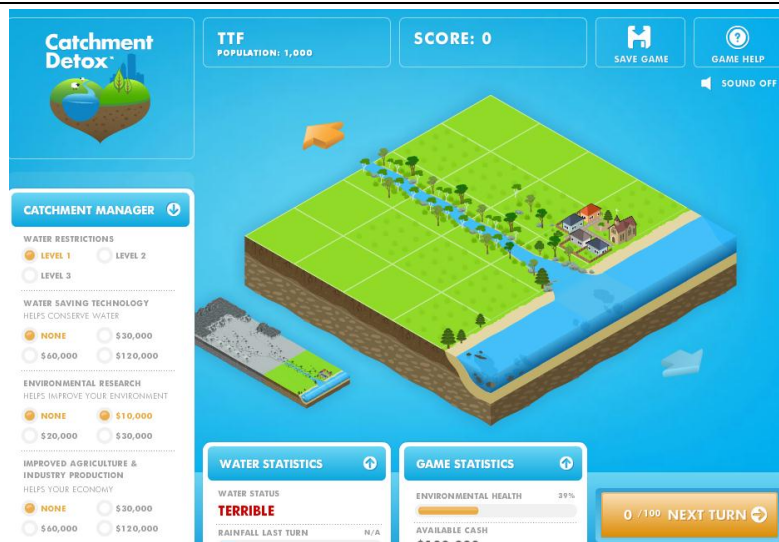 Catchment
Detox
TTF
POPULATION: 1,000
SCORE: 0
SAVE GAME
GAME HELP
SOUND OFF
CATCHMENT MANAGER
WATER RESTRICTIONS
LEVEL 1
LEVEL 2
LEVEL 3
WATER SAVING TECHNOLOGY
HELPS CONSERVE WATER
NONE
$30,000
$60,000
$120,000
ENVIRONMENTAL RESEARCH
HELPS IMPROVE YOUR ENVIRONMENT
NONE
$10,000
$20,000
$30,000
IMPROVED AGRICULTURE &
INDUSTRY PRODUCTION
HELPS YOUR ECONOMY
NONE
$30,000
$60,000
$120,000
WATER STATISTICS
WATER STATUS
TERRIBLE
RAINFALL LAST TURN N/A
GAME STATISTICS
ENVIRONMENTAL HEALTH 39%
AVAILABLE CASH
0 /100 NEXT TURN